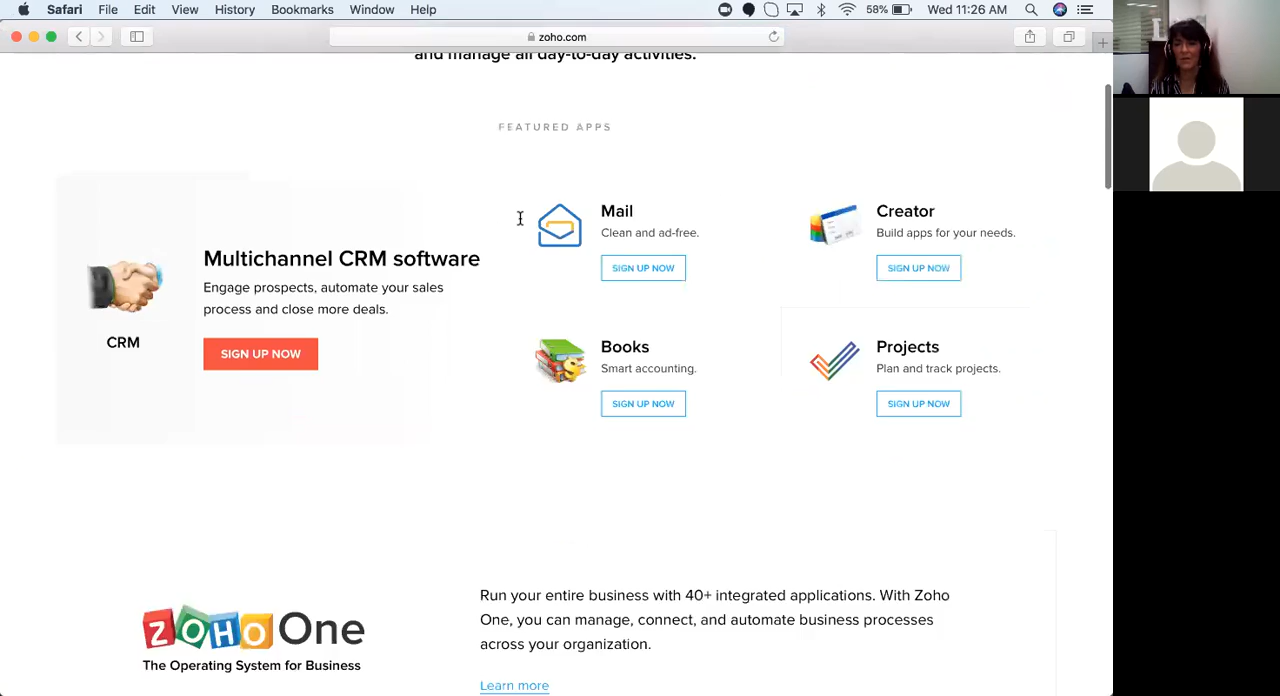 Safari File Edit View History Bookmarks Window Help 58% Wed 11:26 AM
zoho.com
and manage all day-to-day activities.
FEATURED APPS
Multichannel CRM software
Engage prospects, automate your sales
process and close more deals.
CRM
SIGN UP NOW
Mail
Clean and ad-free.
SIGN UP NOW
Creator
Build apps for your needs.
SIGN UP NOW
Books
Smart accounting.
SIGN UP NOW
Projects
Plan and track projects.
SIGN UP NOW
ZOHO One
The Operating System for Business
Run your entire business with 40+ integrated applications. With Zoho
One, you can manage, connect, and automate business processes
across your organization.
Learn more